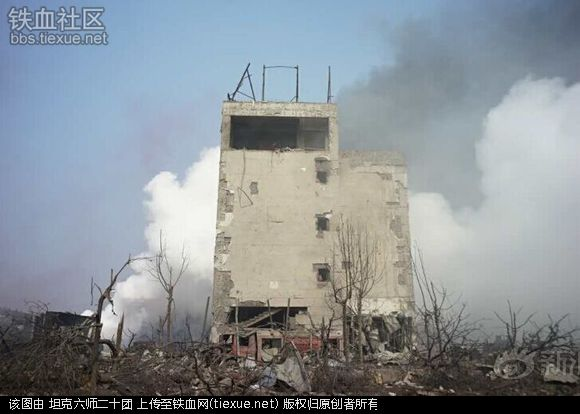 铁血社区
bbs.tiexue.net
新
该图由 坦克六师二十团 上传至铁血网(tiexue.net) 版权归原创者所有